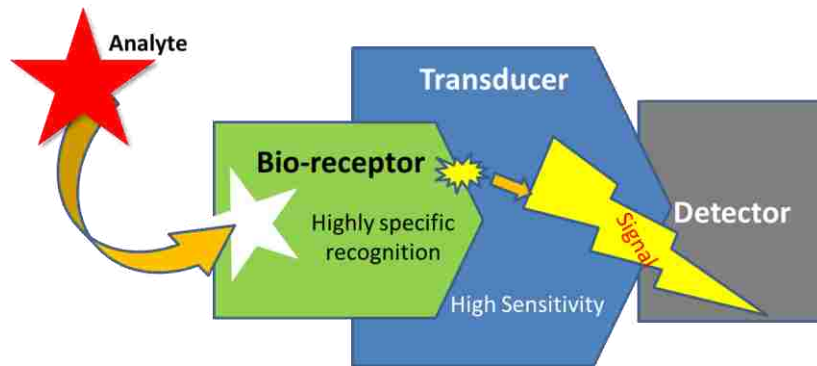 Analyte
Transducer
Bio-receptor
Highly specific
recognition
Signal
Detector
High Sensitivity